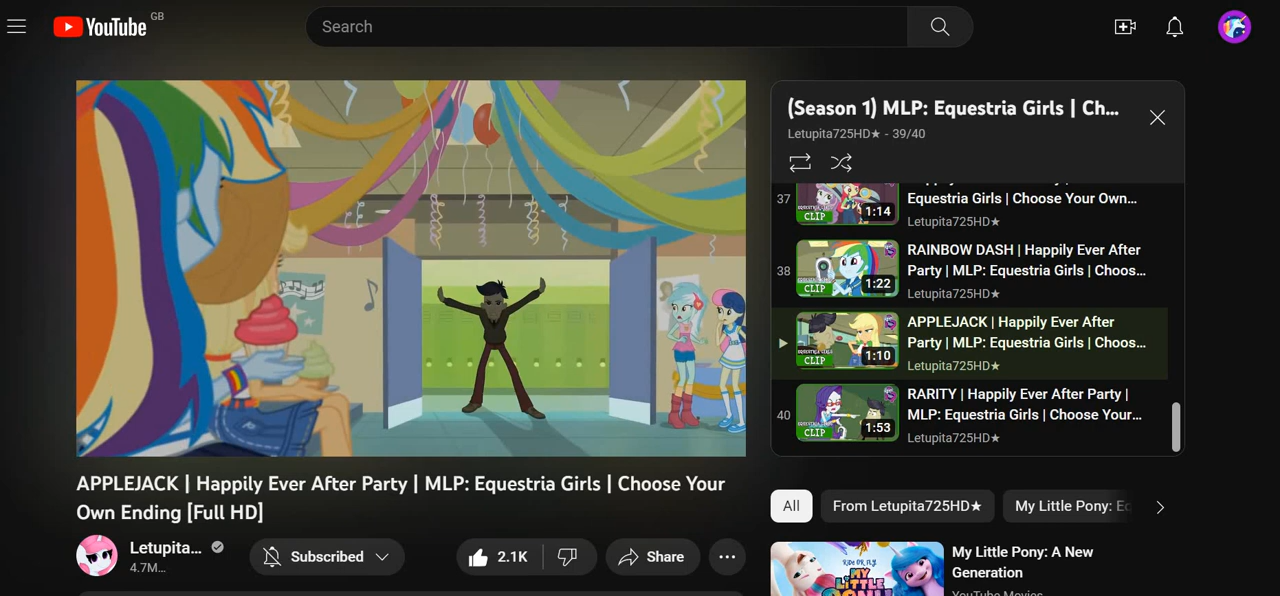 YouTube GB
Search
(Season 1) MLP: Equestria Girls | Ch...
Letupita725HD★ - 39/40
37
Equestria Girls | Choose Your Own...
Letupita725HD★
CLIP
1:14
38
RAINBOW DASH | Happily Ever After
Party | MLP: Equestria Girls | Choos...
Letupita725HD★
CLIP
1:22
APPLEJACK | Happily Ever After
Party | MLP: Equestria Girls | Choos...
Letupita725HD★
CLIP
1:10
40
RARITY | Happily Ever After Party |
MLP: Equestria Girls | Choose Your...
Letupita725HD★
CLIP
1:53
APPLEJACK | Happily Ever After Party | MLP: Equestria Girls | Choose Your
Own Ending [Full HD]
Letupita...
4.7M...
Subscribed
2.1K
Share
All
From Letupita725HD★
My Little Pony: Eq
MY
LITTLE
My Little Pony: A New
Generation
YouTube Movies